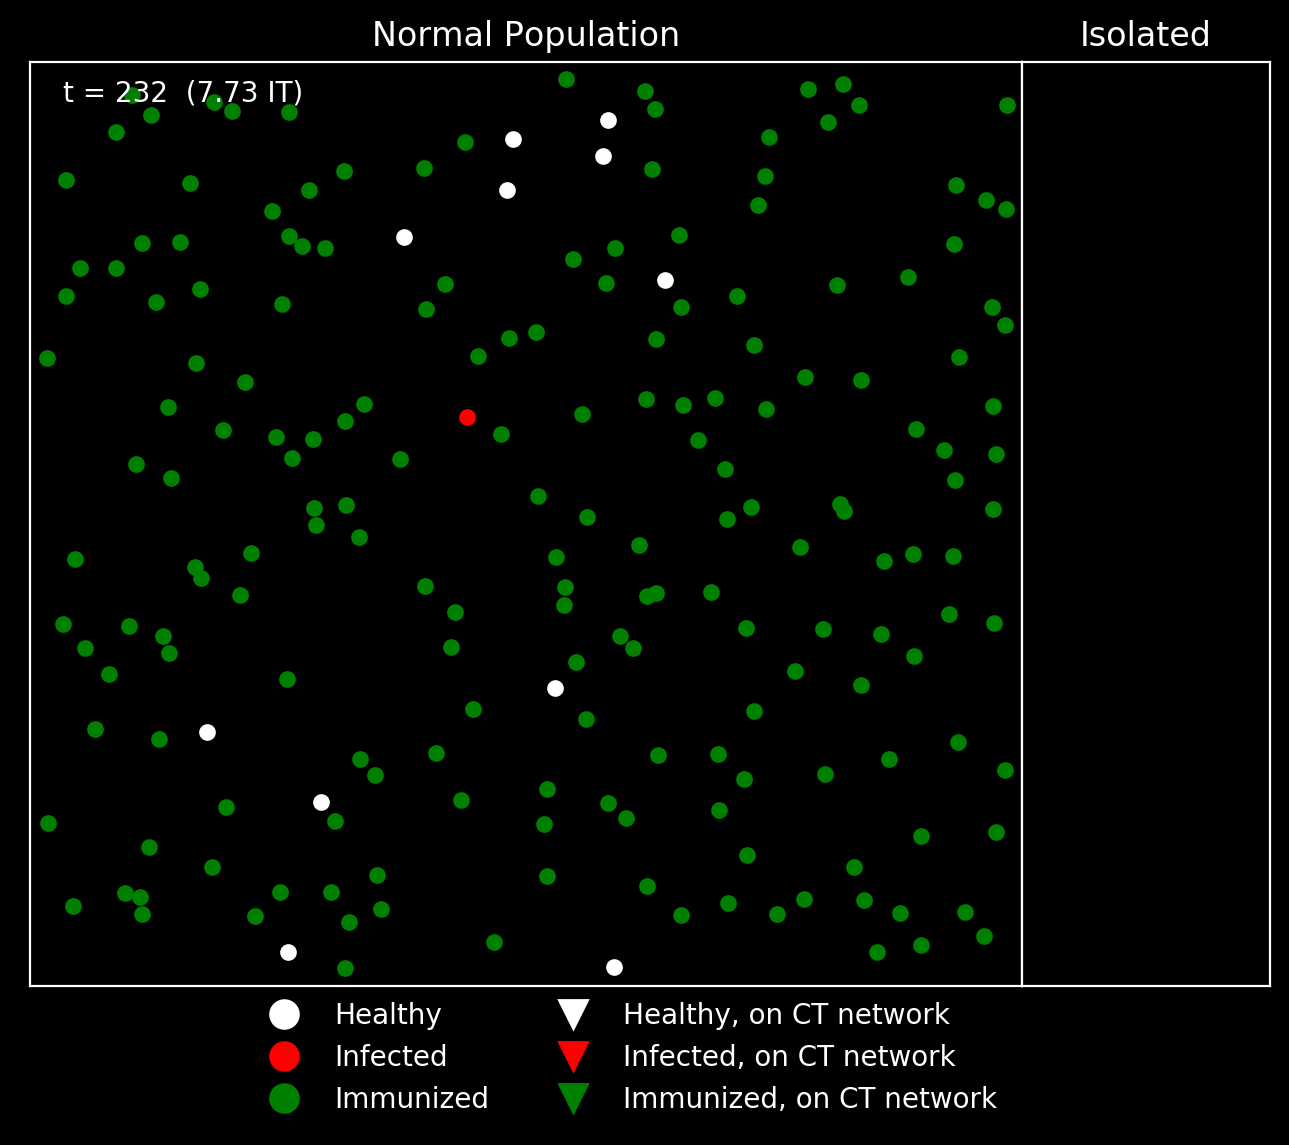 Normal Population
Isolated
t = 232  (7.73 IT)
Healthy
Infected
Immunized
Healthy, on CT network
Infected, on CT network
Immunized, on CT network